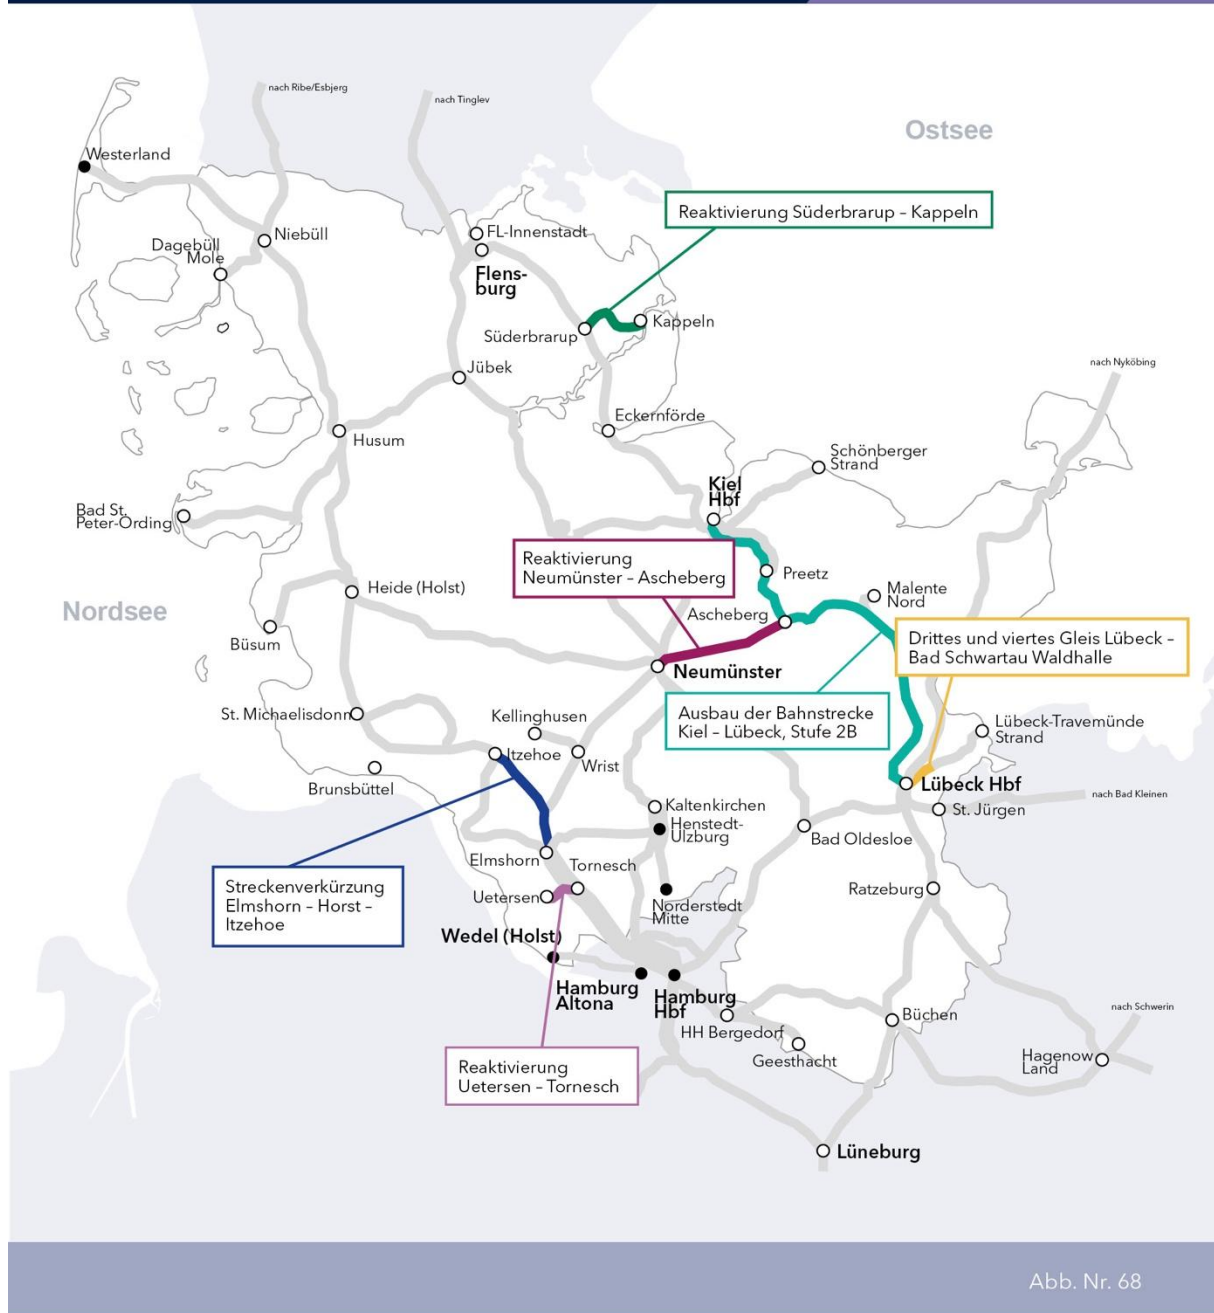 nach Ribe/Esbjerg
nach Tinglev
Ostsee
Westerland
Reaktivierung Süderbrarup – Kappeln
FL-Innenstadt
Niebüll
Dagebüll
Mole
Flens-
burg
Kappeln
Süderbrarup
nach Nyköbing
Jübek
Eckernförde
Husum
Schönberger
Strand
Kiel
Hbf
Bad St.
Peter-Ording
Reaktivierung
Neumünster – Ascheberg
Preetz
Heide (Holst)
Malente
Nord
Nordsee
Ascheberg
Büsum
Drittes und viertes Gleis Lübeck –
Bad Schwartau Waldhalle
Neumünster
Ausbau der Bahnstrecke
Kiel – Lübeck, Stufe 2B
St. Michaelisdonn
Kellinghusen
Lübeck-Travemünde
Strand
Itzehoe
Wrist
Brunsbüttel
Lübeck Hbf
nach Bad Kleinen
Kaltenkirchen
St. Jürgen
Henstedt-
Ulzburg
Bad Oldesloe
Elmshorn
Tornesch
Streckenverkürzung
Elmshorn – Horst –
Itzehoe
Uetersen
Ratzeburg
Norderstedt
Mitte
Wedel (Holst)
Hamburg
Altona
Hamburg
Hbf
nach Schwerin
Büchen
HH Bergedorf
Geesthacht
Hagenow
Land
Reaktivierung
Uetersen – Tornesch
Lüneburg
Abb. Nr. 68